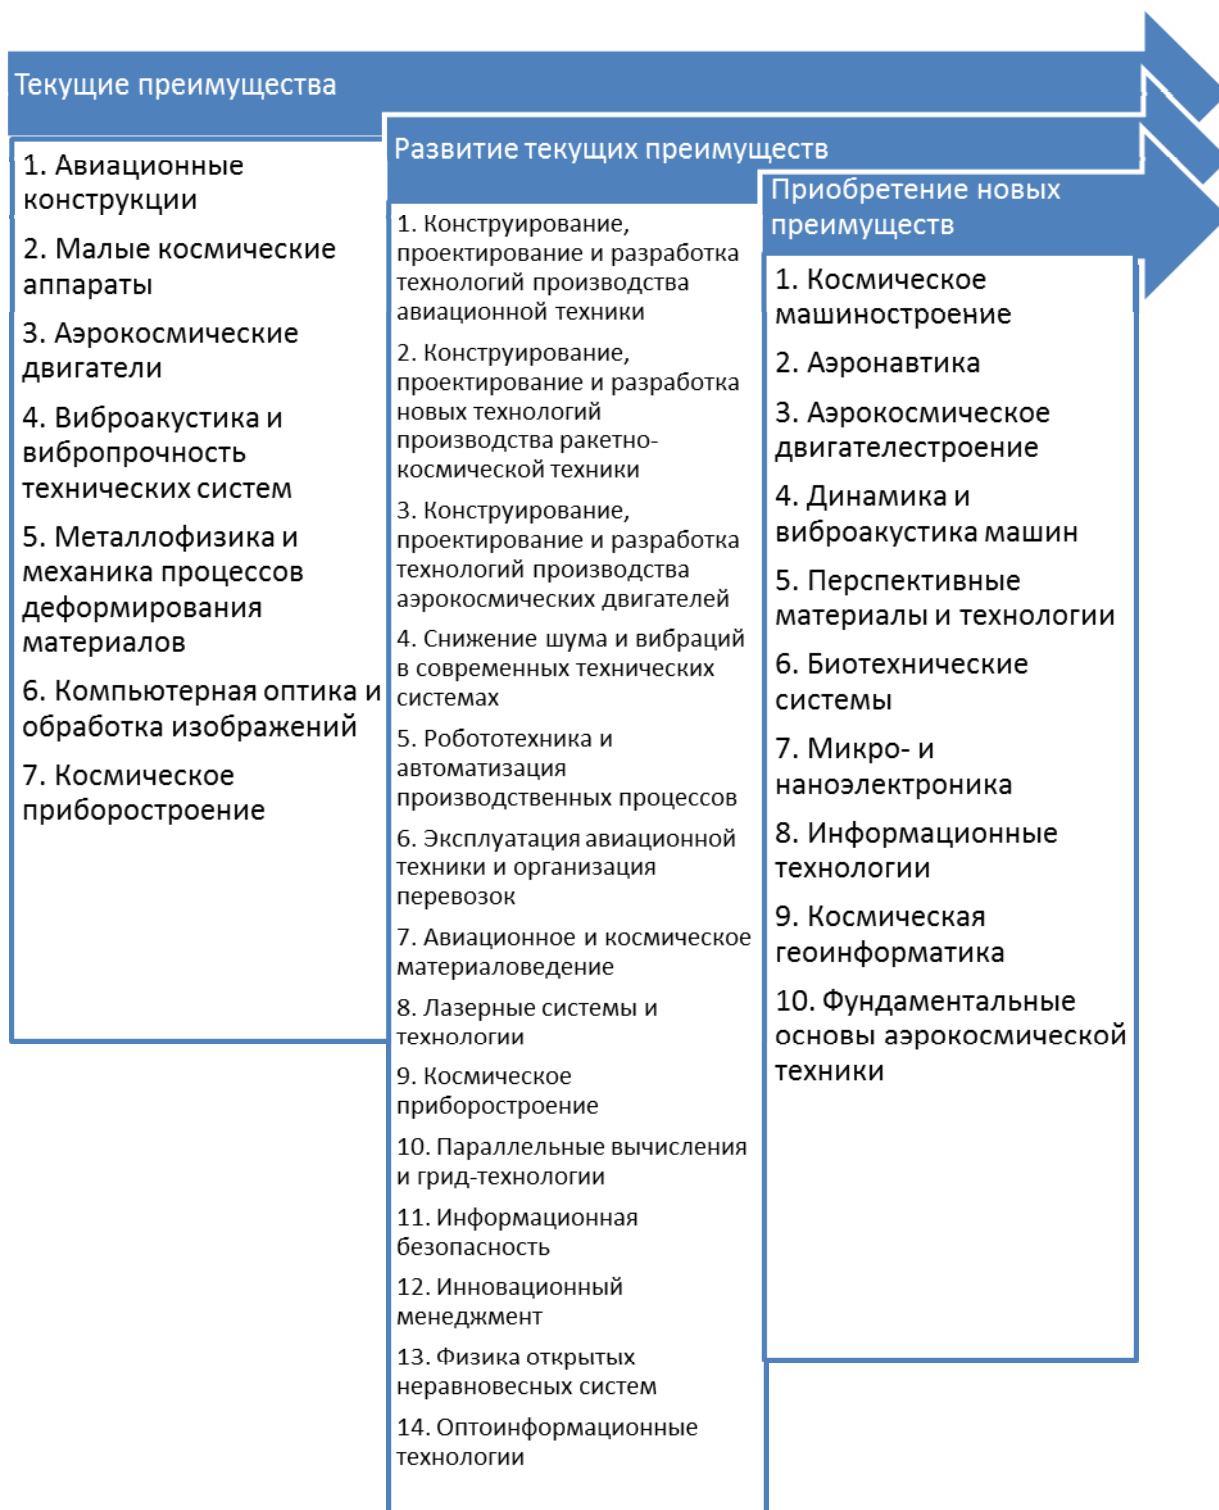 Текущие преимущества
1. Авиационные
конструкции
2. Малые космические
аппараты
3. Аэрокосмические
двигатели
4. Виброакустика и
вибропрочность
технических систем
5. Металлофизика и
механика процессов
деформирования
материалов
6. Компьютерная оптика и
обработка изображений
7. Космическое
приборостроение
Развитие текущих преимуществ
1. Конструирование,
проектирование и разработка
технологий производства
авиационной техники
2. Конструирование,
проектирование и разработка
новых технологий
производства ракетно-
космической техники
3. Конструирование,
проектирование и разработка
технологий производства
аэрокосмических двигателей
4. Снижение шума и вибраций
в современных технических
системах
5. Робототехника и
автоматизация
производственных процессов
6. Эксплуатация авиационной
техники и организация
перевозок
7. Авиационное и космическое
материаловедение
8. Лазерные системы и
технологии
9. Космическое
приборостроение
10. Параллельные вычисления
и грид-технологии
11. Информационная
безопасность
12. Инновационный
менеджмент
13. Физика открытых
неравновесных систем
14. Оптоинформационные
технологии
Приобретение новых
преимуществ
1. Космическое
машиностроение
2. Аэронавтика
3. Аэрокосмическое
двигателестроение
4. Динамика и
виброакустика машин
5. Перспективные
материалы и технологии
6. Биотехнические
системы
7. Микро- и
наноэлектроника
8. Информационные
технологии
9. Космическая
геоинформатика
10. Фундаментальные
основы аэрокосмической
техники